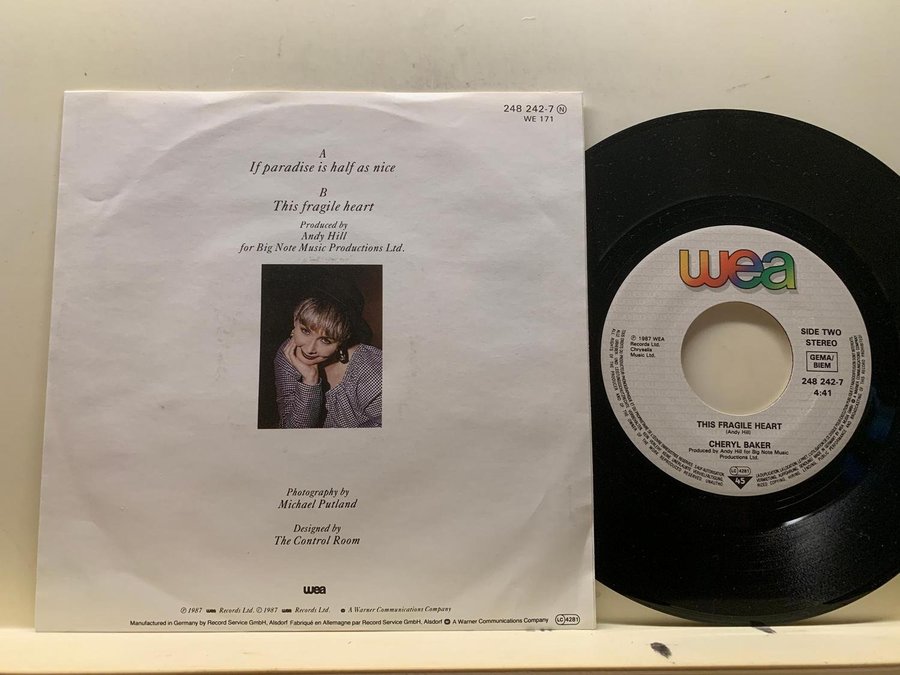 248 242-7 Ⓝ
WE 171
A
If paradise is half as nice
B
This fragile heart
Produced by
Andy Hill
for Big Note Music Productions Ltd.
Photography by
Michael Putland
Designed by
The Control Room
wea
℗ 1987 wea Records Ltd. © 1987 wea Records Ltd. A Warner Communications Company
Manufactured in Germany by Record Service GmbH, Alsdorf Fabriqué en Allemagne par Record Service GmbH, Alsdorf A Warner Communications Company
LC 4281
wea
℗ 1987 WEA
Records Ltd.
Chrysalis
Music Ltd.
SIDE TWO
STEREO
GEMA/
BIEM
248 242-7
4:41
THIS FRAGILE HEART
(Andy Hill)
CHERYL BAKER
Produced by Andy Hill for Big Note Music
Productions Ltd.
LC 4281
45